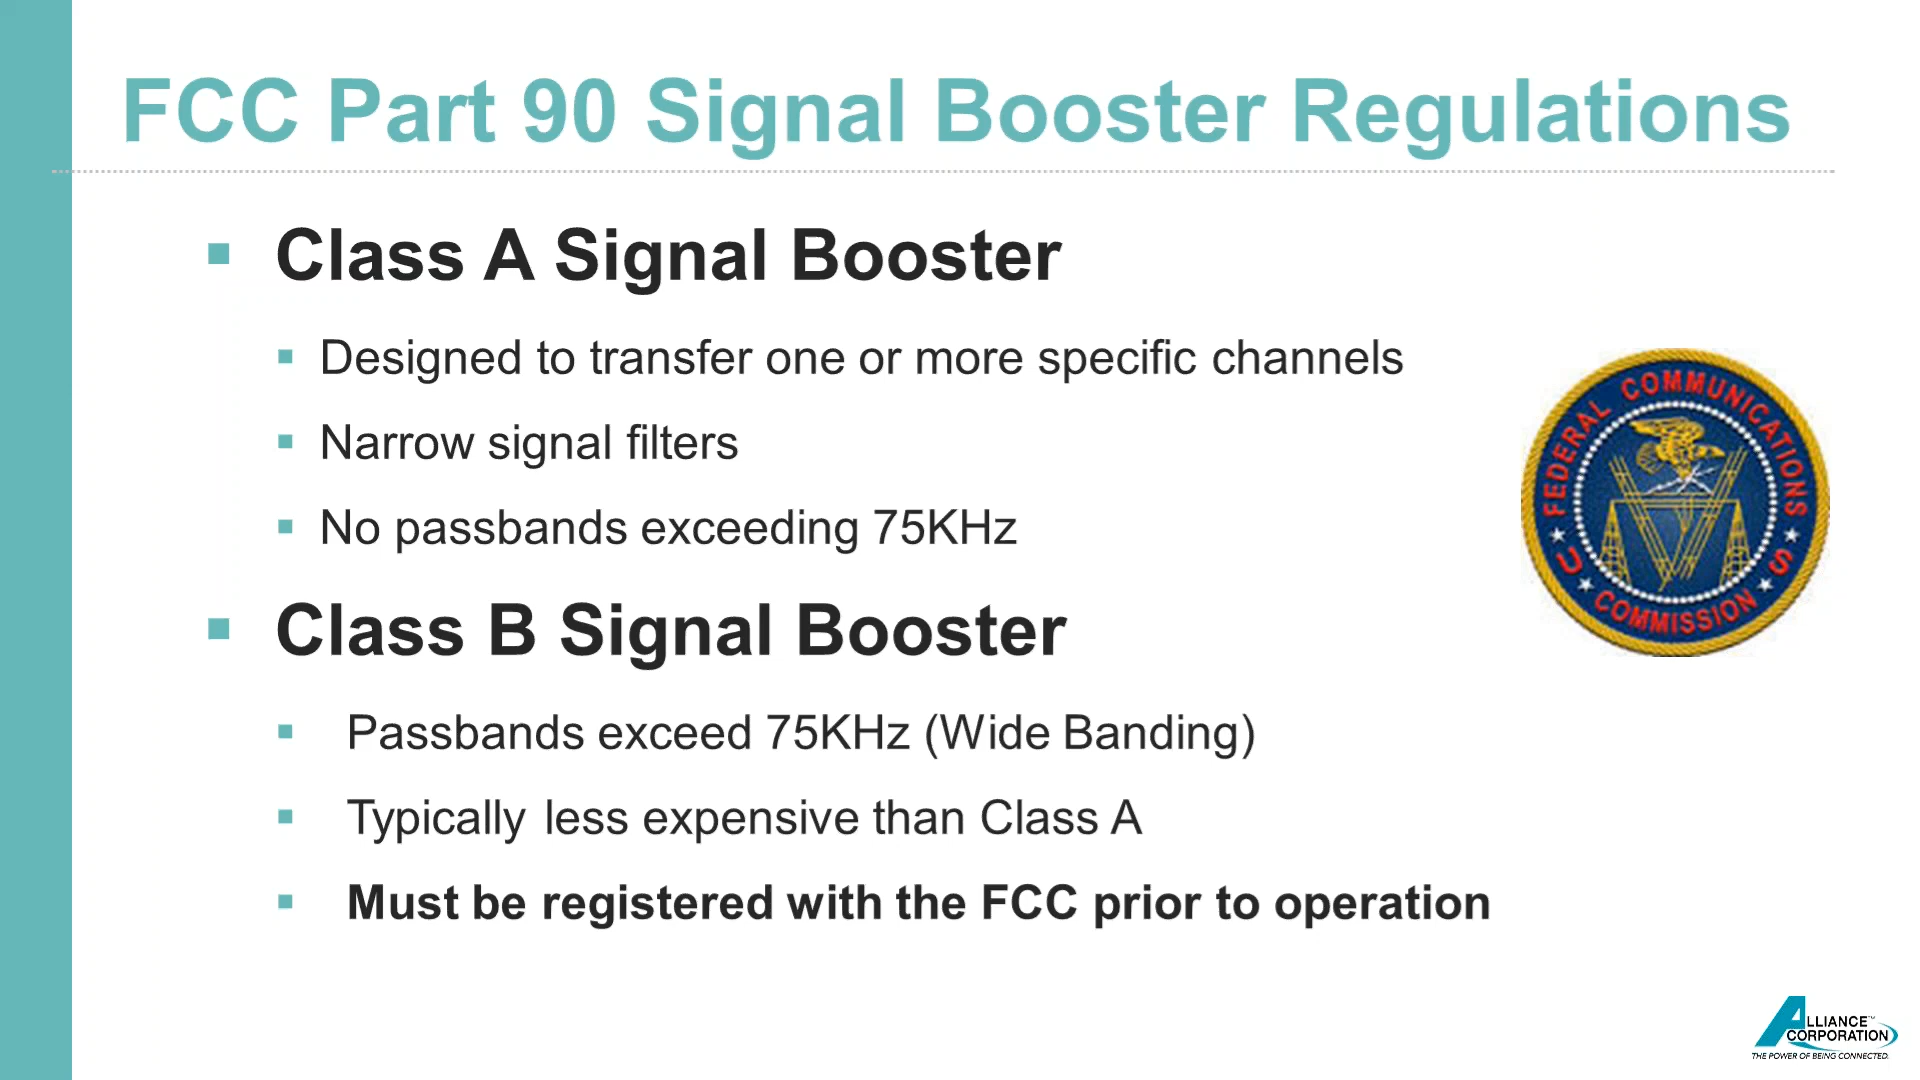 FCC Part 90 Signal Booster Regulations
Class A Signal Booster
Designed to transfer one or more specific channels
Narrow signal filters
No passbands exceeding 75KHz
Class B Signal Booster
Passbands exceed 75KHz (Wide Banding)
Typically less expensive than Class A
Must be registered with the FCC prior to operation
FEDERAL COMMUNICATIONS
COMMISSION
U S
ALLIANCE™
CORPORATION
THE POWER OF BEING CONNECTED.